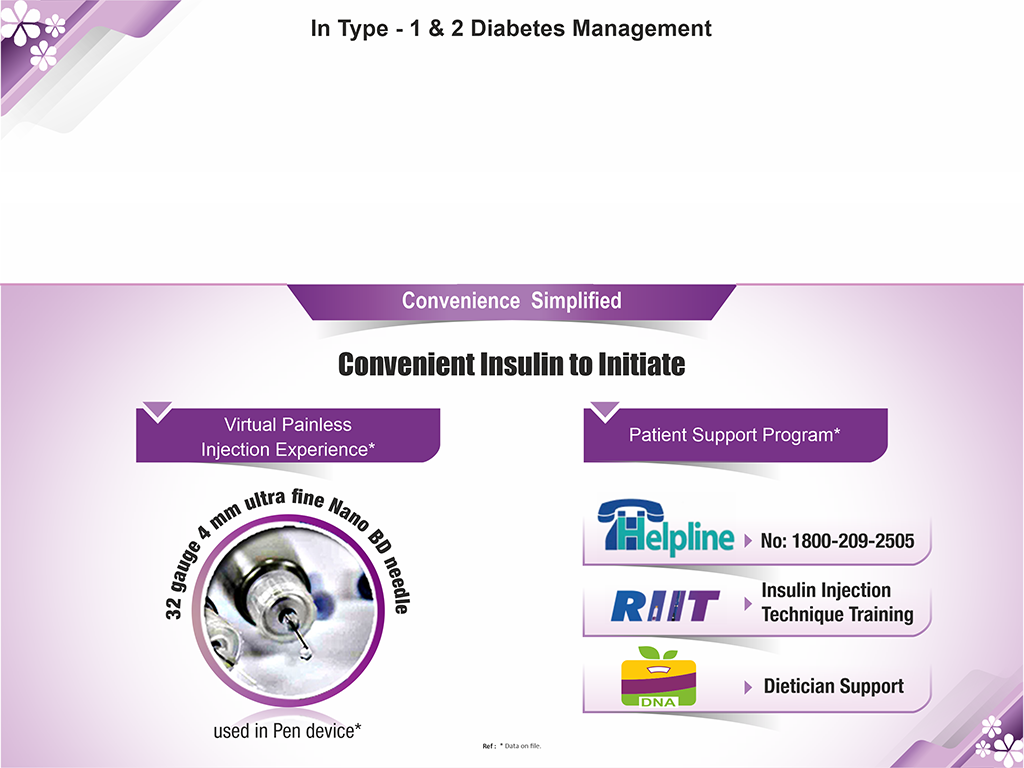 In Type - 1 & 2 Diabetes Management
Convenience Simplified
Convenient Insulin to Initiate
Virtual Painless
Injection Experience*
32 gauge 4 mm ultra fine Nano BD needle
used in Pen device*
Patient Support Program*
Helpline
No: 1800-209-2505
RIIT
Insulin Injection
Technique Training
DNA
Dietician Support
Ref : * Data on file.